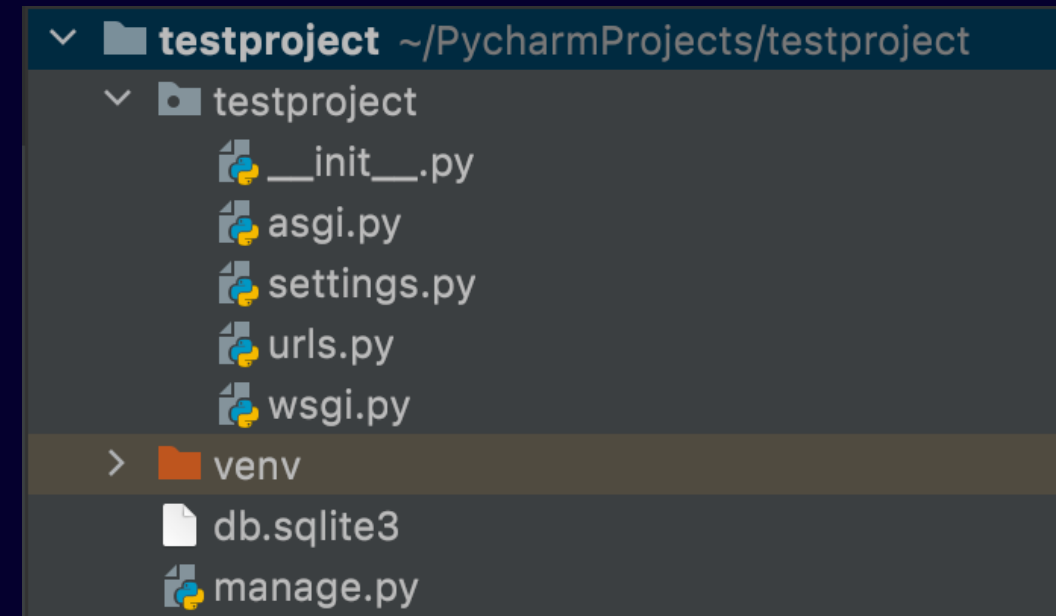 testproject ~/PycharmProjects/testproject
testproject
__init__.py
asgi.py
settings.py
urls.py
wsgi.py
venv
db.sqlite3
manage.py